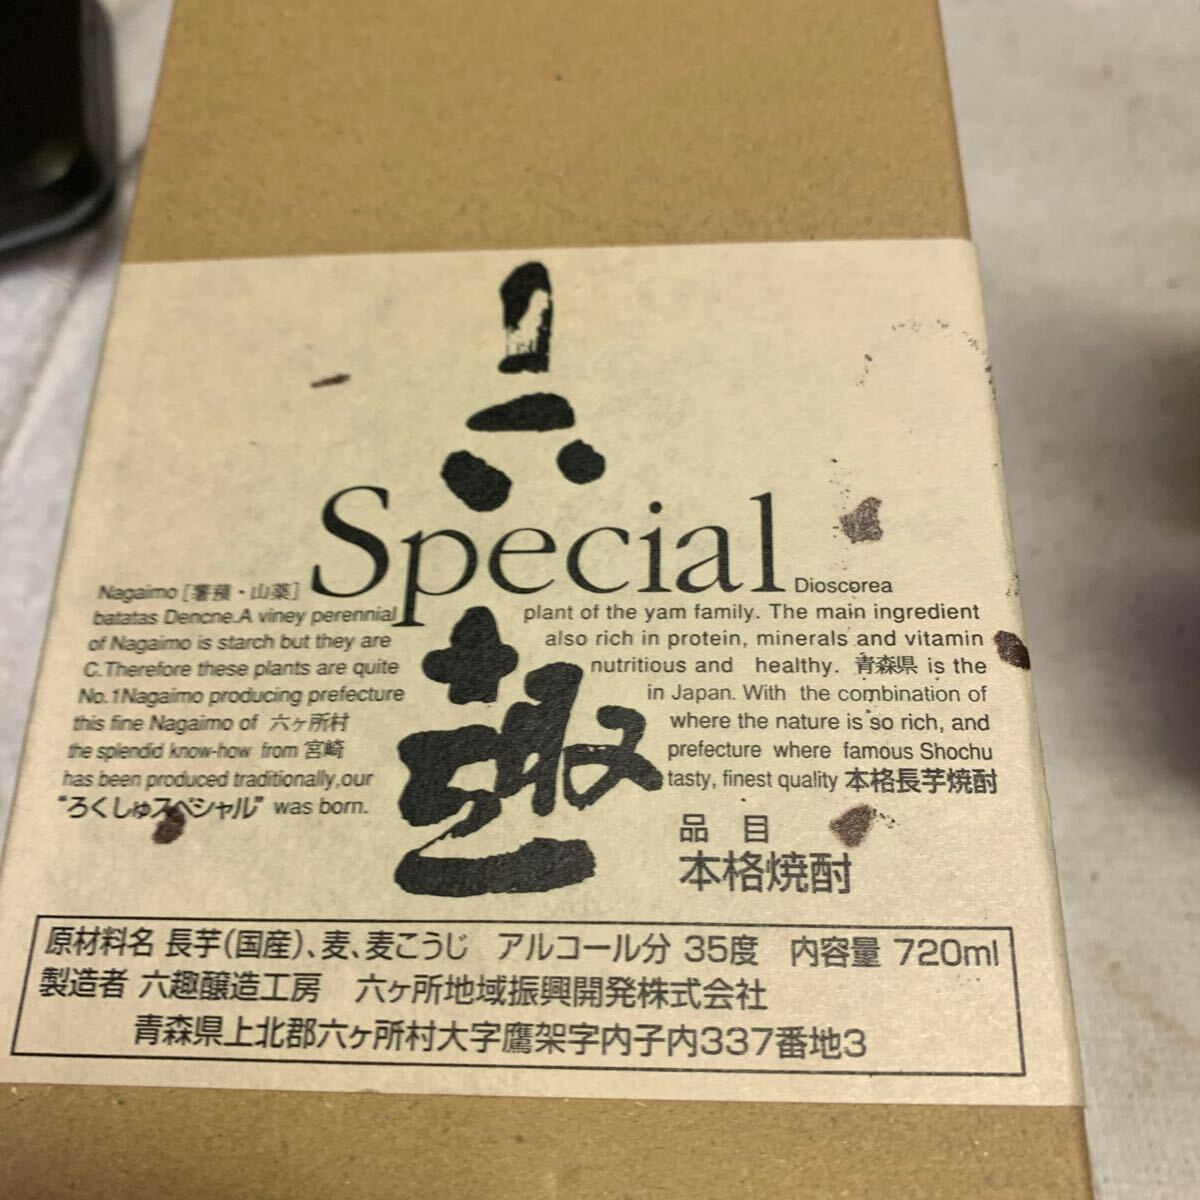 六趣
Special
Nagaimo [薯蕷・山薬] Dioscorea
batatas Dencne.A viney perennial plant of the yam family. The main ingredient
of Nagaimo is starch but they are also rich in protein, minerals and vitamin
C.Therefore these plants are quite nutritious and healthy. 青森県 is the
No.1Nagaimo producing prefecture in Japan. With the combination of
this fine Nagaimo of 六ヶ所村 where the nature is so rich, and
the splendid know-how from 宮崎 prefecture where famous Shochu
has been produced traditionally,our tasty, finest quality 本格長芋焼酎
"ろくしゅスペシャル" was born.
品目
本格焼酎
原材料名 長芋(国産)、麦、麦こうじ アルコール分 35度 内容量 720ml
製造者 六趣醸造工房 六ヶ所地域振興開発株式会社
青森県上北郡六ヶ所村大字鷹架字内子内337番地3